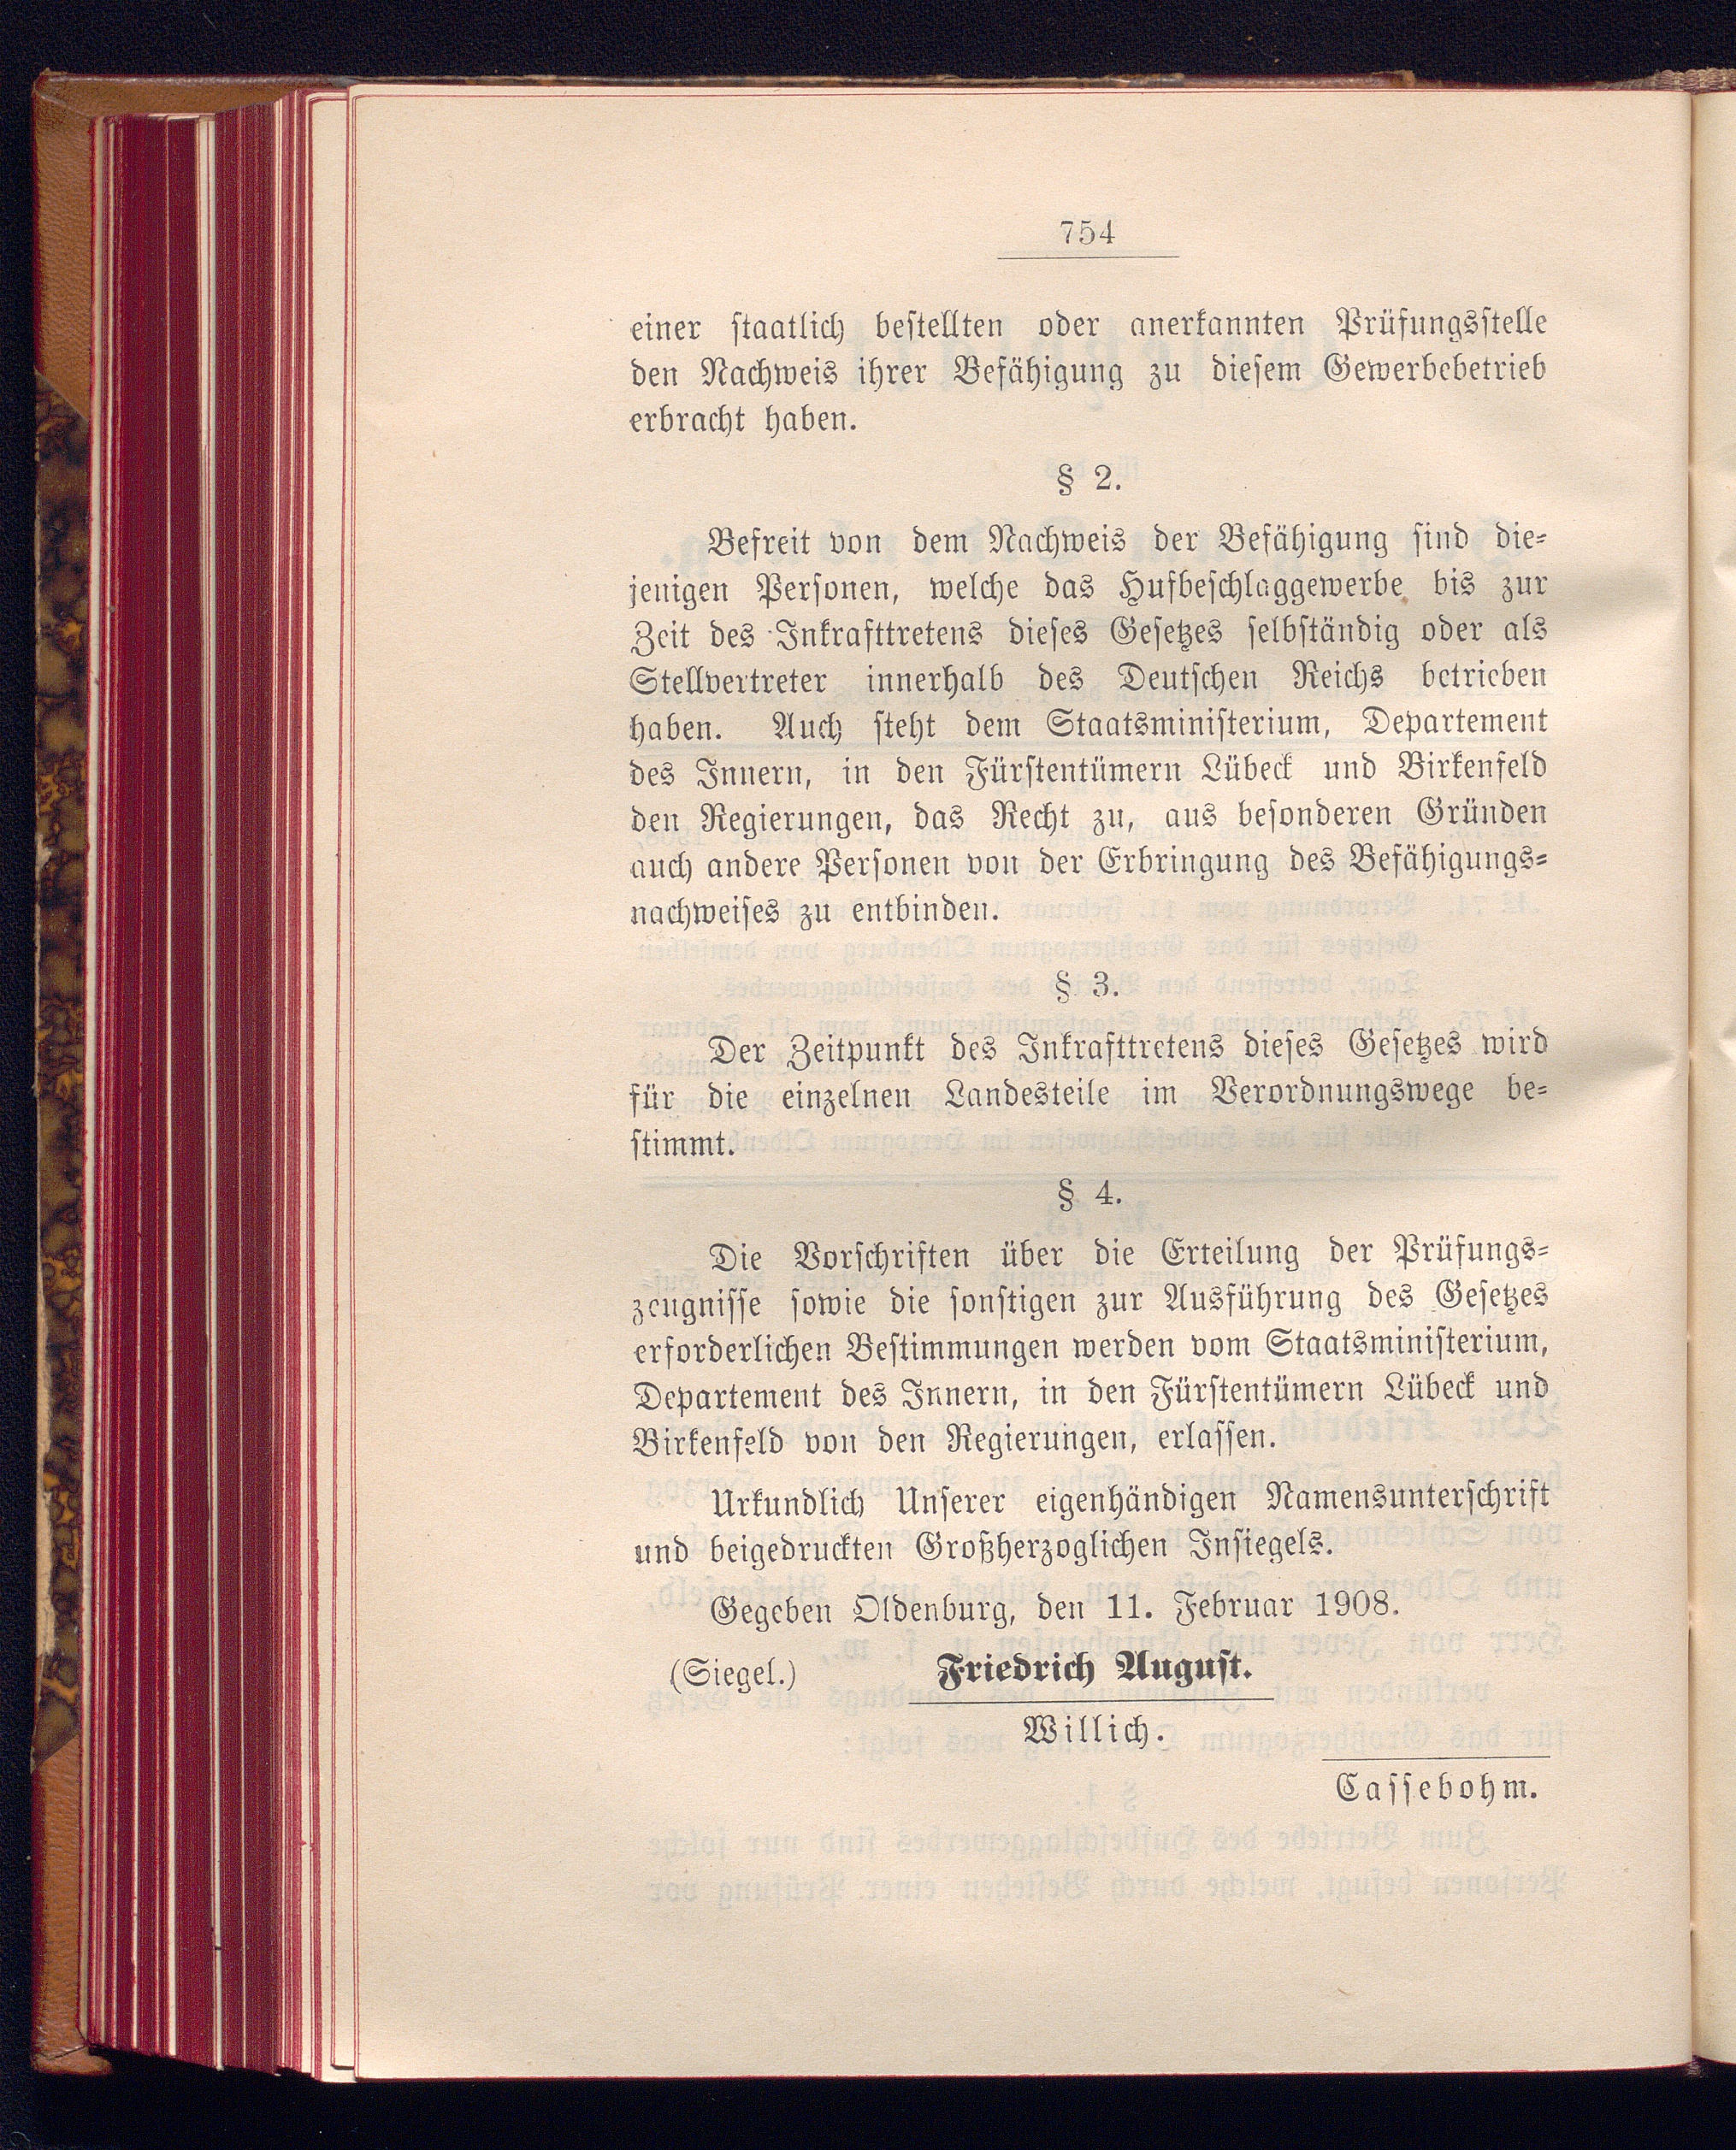 754
einer staatlich bestellten oder anerkannten Prüfungsstelle
den Nachweis ihrer Befähigung zu diesem Gewerbebetrieb
erbracht haben.
§ 2.
Befreit von dem Nachweis der Befähigung sind die-
jenigen Personen, welche das Hufbeschlaggewerbe bis zur
Zeit des Inkrafttretens dieses Gesetzes selbständig oder als
Stellvertreter innerhalb des Deutschen Reichs betrieben
haben. Auch steht dem Staatsministerium, Departement
des Innern, in den Fürstentümern Lübeck und Birkenfeld
den Regierungen, das Recht zu, aus besonderen Gründen
auch andere Personen von der Erbringung des Befähigungs-
nachweises zu entbinden.
§ 3.
Der Zeitpunkt des Inkrafttretens dieses Gesetzes wird
für die einzelnen Landesteile im Verordnungswege be-
stimmt.
§ 4.
Die Vorschriften über die Erteilung der Prüfungs-
zeugnisse sowie die sonstigen zur Ausführung des Gesetzes
erforderlichen Bestimmungen werden vom Staatsministerium,
Departement des Innern, in den Fürstentümern Lübeck und
Birkenfeld von den Regierungen, erlassen.
Urkundlich Unserer eigenhändigen Namensunterschrift
und beigedruckten Großherzoglichen Insiegels.
Gegeben Oldenburg, den 11. Februar 1908.
(Siegel.) Friedrich August.
Willich.
Cassebohm.